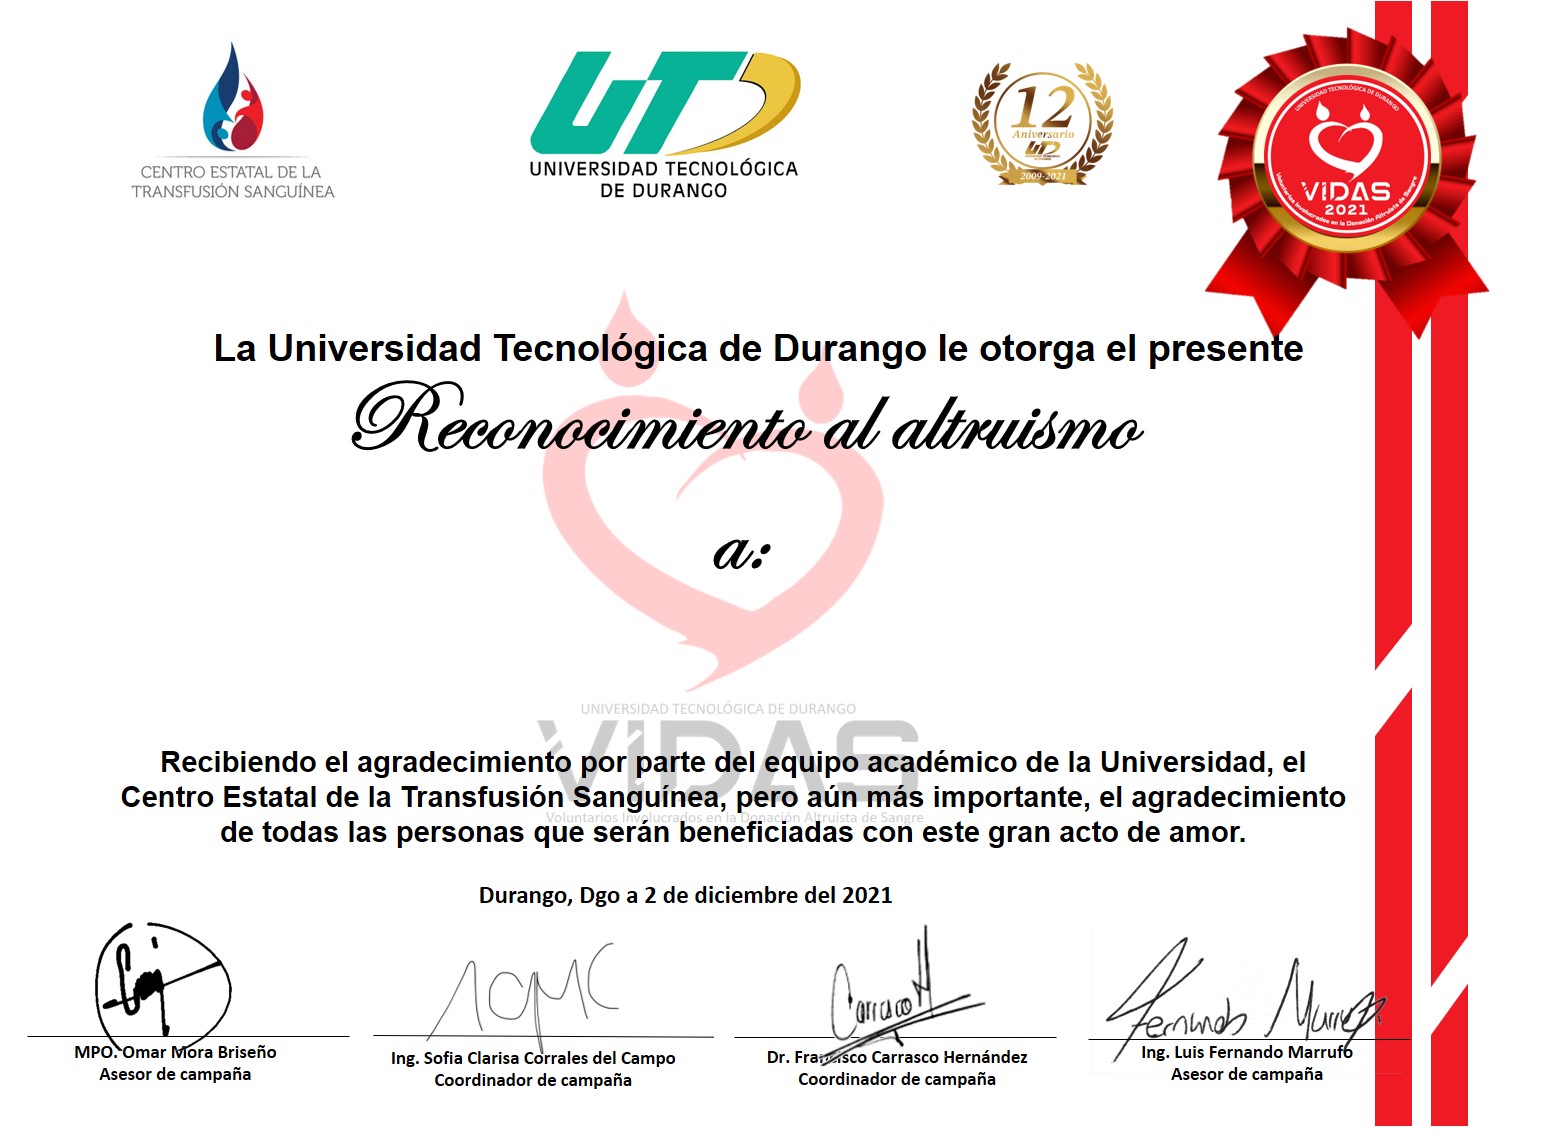 CENTRO ESTATAL DE LA
TRANSFUSIÓN SANGUÍNEA
UTD
UNIVERSIDAD TECNOLÓGICA
DE DURANGO
12
Aniversario
UTD
2009-2021
UNIVERSIDAD TECNOLÓGICA DE DURANGO
VIDAS
2021
Voluntarios Involucrados en la Donación Altruista de Sangre
La Universidad Tecnológica de Durango le otorga el presente
Reconocimiento al altruismo
a:
UNIVERSIDAD TECNOLÓGICA DE DURANGO
VIDAS
Voluntarios Involucrados en la Donación Altruista de Sangre
Recibiendo el agradecimiento por parte del equipo académico de la Universidad, el
Centro Estatal de la Transfusión Sanguínea, pero aún más importante, el agradecimiento
de todas las personas que serán beneficiadas con este gran acto de amor.
Durango, Dgo a 2 de diciembre del 2021
Carrasco H
Fernando Marrufo
MPO. Omar Mora Briseño
Asesor de campaña
Ing. Sofia Clarisa Corrales del Campo
Coordinador de campaña
Dr. Francisco Carrasco Hernández
Coordinador de campaña
Ing. Luis Fernando Marrufo
Asesor de campaña